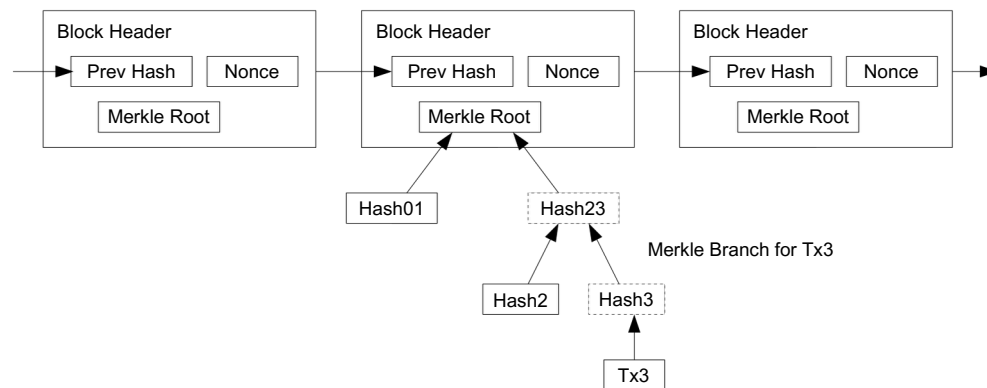 Block Header
Block Header
Block Header
Prev Hash
Nonce
Prev Hash
Nonce
Prev Hash
Nonce
Merkle Root
Merkle Root
Merkle Root
Hash01
Hash23
Merkle Branch for Tx3
Hash2
Hash3
Tx3